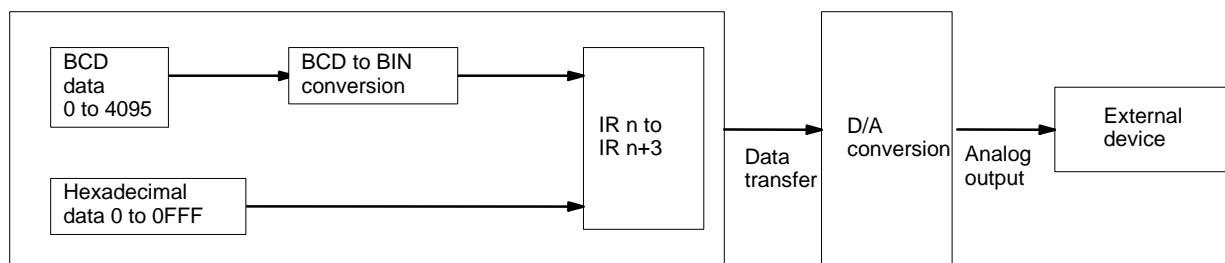 BCD
data
0 to 4095
BCD to BIN
conversion
IR n to
IR n+3
Hexadecimal
data 0 to 0FFF
Data
transfer
D/A
conversion
Analog
output
External
device